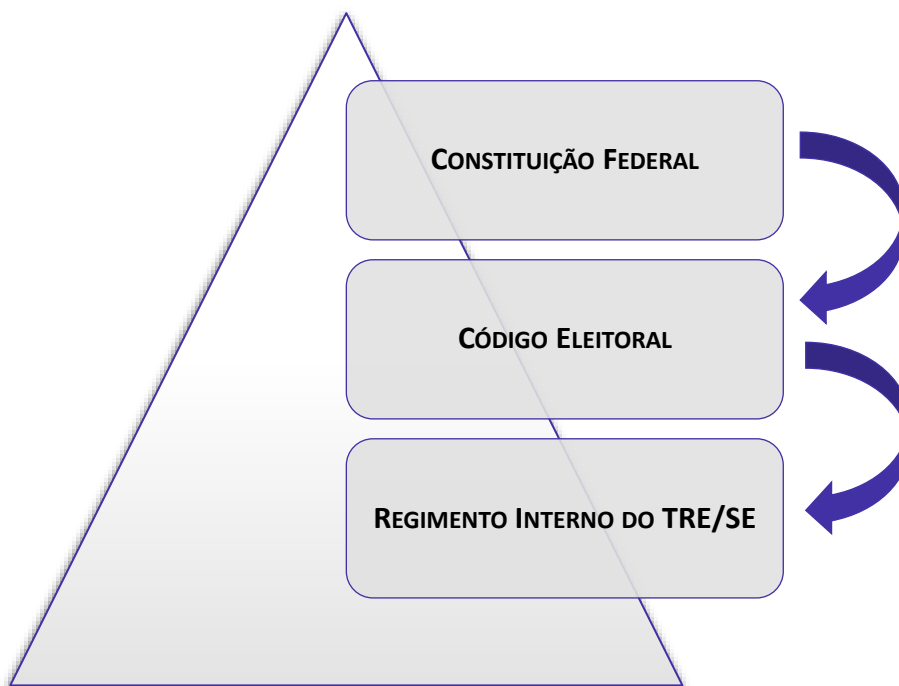 CONSTITUIÇÃO FEDERAL
CÓDIGO ELEITORAL
REGIMENTO INTERNO DO TRE/SE